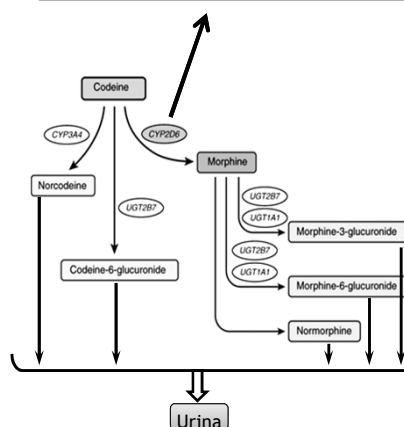 Codeine
CYP3A4
CYP2D6
Morphine
Norcodeine
UGT2B7
UGT2B7
UGT1A1
Morphine-3-glucuronide
UGT2B7
UGT1A1
Codeine-6-glucuronide
Morphine-6-glucuronide
Normorphine
Urina